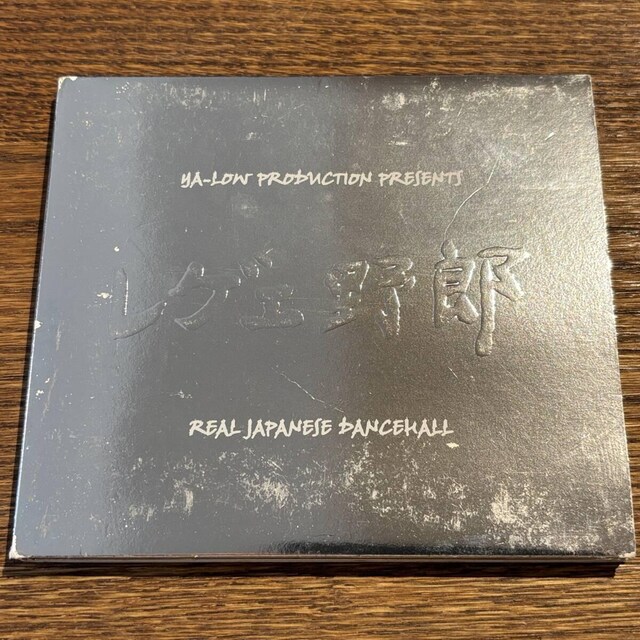 YA-LOW PRODUCTION PRESENTS
レゲエ野郎
REAL JAPANESE DANCEHALL